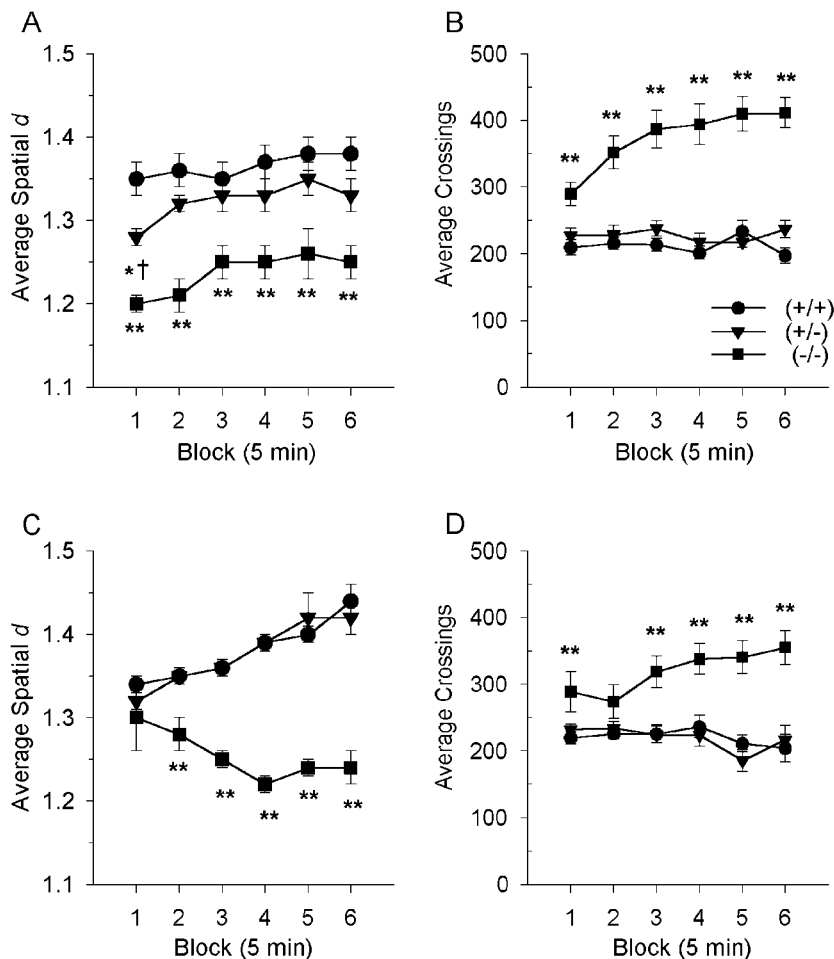 A
1.5
1.4
1.3
1.2
1.1
Average Spatial d
*†
** ** ** ** ** **
1 2 3 4 5 6
Block (5 min)
B
500
400
300
200
100
0
Average Crossings
** ** ** ** ** **
(+/+)
(+/-)
(-/-)
1 2 3 4 5 6
Block (5 min)
C
1.5
1.4
1.3
1.2
1.1
Average Spatial d
** ** ** ** **
1 2 3 4 5 6
Block (5 min)
D
500
400
300
200
100
0
Average Crossings
** ** ** ** **
1 2 3 4 5 6
Block (5 min)